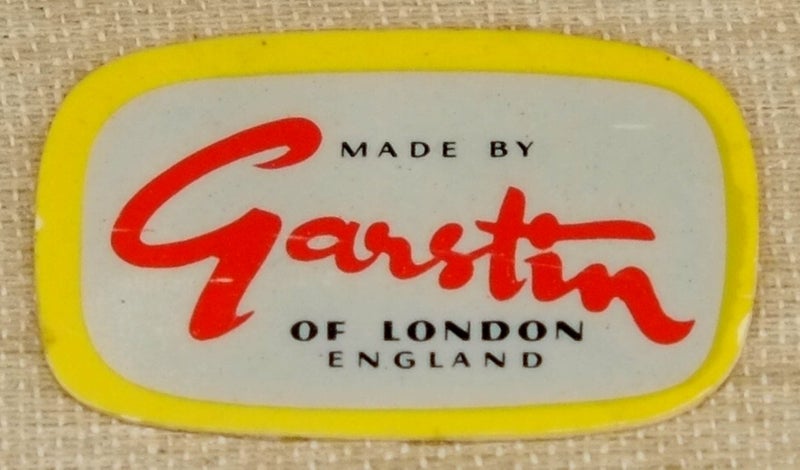 MADE BY
Garstin
OF LONDON
ENGLAND